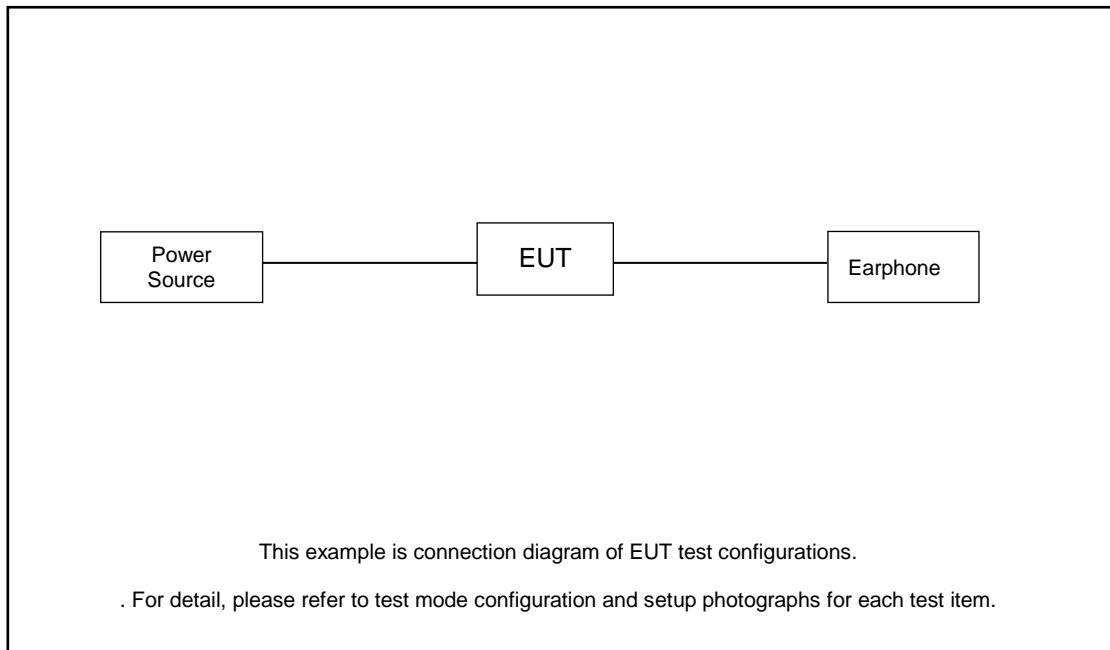 Power
Source
EUT
Earphone
This example is connection diagram of EUT test configurations.
. For detail, please refer to test mode configuration and setup photographs for each test item.